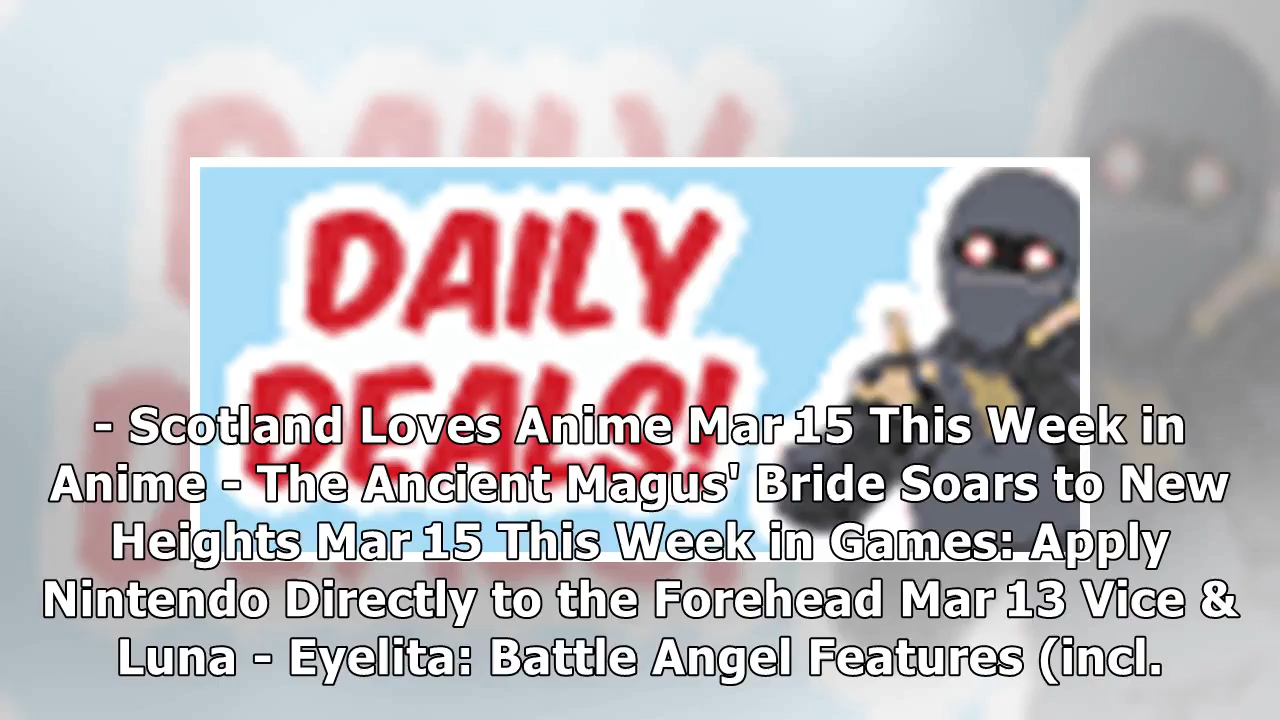 DAILY
DEALS!
- Scotland Loves Anime Mar 15 This Week in
Anime - The Ancient Magus' Bride Soars to New
Heights Mar 15 This Week in Games: Apply
Nintendo Directly to the Forehead Mar 13 Vice &
Luna - Eyelita: Battle Angel Features (incl.